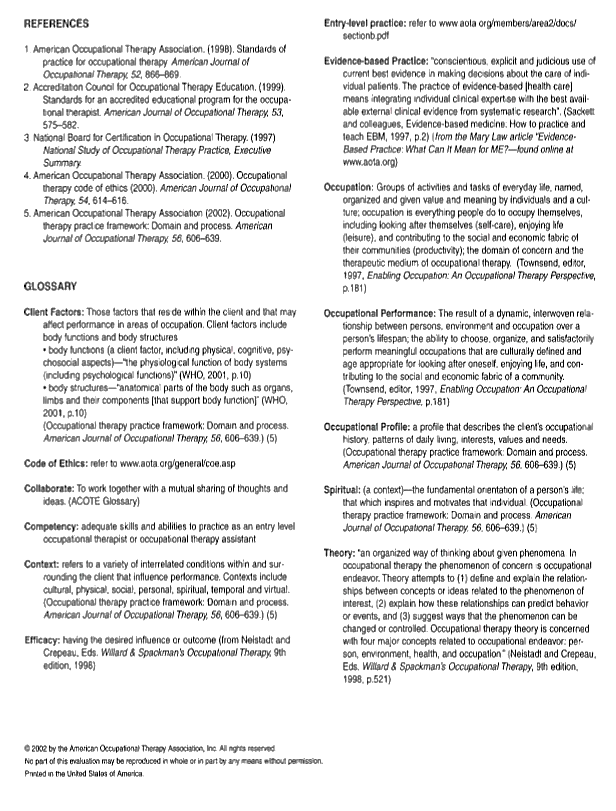 REFERENCES
1 American Occupational Therapy Association. (1998). Standards of
practice for occupational therapy American Journal of
Occupational Therapy, 52, 866–869.
2 Accreditation Council for Occupational Therapy Education. (1999).
Standards for an accredited educational program for the occupa-
tional therapist. American Journal of Occupational Therapy, 53,
575–582.
3 National Board for Certification in Occupational Therapy. (1997)
National Study of Occupational Therapy Practice, Executive
Summary.
4. American Occupational Therapy Association. (2000). Occupational
therapy code of ethics (2000). American Journal of Occupational
Therapy, 54, 614–616.
5. American Occupational Therapy Association (2002). Occupational
therapy practice framework: Domain and process. American
Journal of Occupational Therapy, 56, 606–639.
GLOSSARY
Client Factors: Those factors that reside within the client and that may
affect performance in areas of occupation. Client factors include
body functions and body structures
• body functions (a client factor, including physical, cognitive, psy-
chosocial aspects)—"the physiological function of body systems
(including psychological functions)" (WHO, 2001, p.10)
• body structures—"anatomical parts of the body such as organs,
limbs and their components [that support body function]" (WHO,
2001, p.10)
(Occupational therapy practice framework: Domain and process.
American Journal of Occupational Therapy, 56, 606–639.) (5)
Code of Ethics: refer to www.aota.org/general/coe.asp
Collaborate: To work together with a mutual sharing of thoughts and
ideas. (ACOTE Glossary)
Competency: adequate skills and abilities to practice as an entry level
occupational therapist or occupational therapy assistant
Context: refers to a variety of interrelated conditions within and sur-
rounding the client that influence performance. Contexts include
cultural, physical, social, personal, spiritual, temporal and virtual.
(Occupational therapy practice framework: Domain and process.
American Journal of Occupational Therapy, 56, 606–639.) (5)
Efficacy: having the desired influence or outcome (from Neistadt and
Crepeau, Eds. Willard & Spackman's Occupational Therapy, 9th
edition, 1998)
Entry-level practice: refer to www aota org/members/area2/docs/
sectionb.pdf
Evidence-based Practice: "conscientious, explicit and judicious use of
current best evidence in making decisions about the care of indi-
vidual patients. The practice of evidence-based [health care]
means integrating individual clinical expertise with the best avail-
able external clinical evidence from systematic research". (Sackett
and colleagues, Evidence-based medicine: How to practice and
teach EBM, 1997, p.2) (from the Mary Law article "Evidence-
Based Practice: What Can It Mean for ME?—found online at
www.aota.org)
Occupation: Groups of activities and tasks of everyday life, named,
organized and given value and meaning by individuals and a cul-
ture; occupation is everything people do to occupy themselves,
including looking after themselves (self-care), enjoying life
(leisure), and contributing to the social and economic fabric of
their communities (productivity); the domain of concern and the
therapeutic medium of occupational therapy. (Townsend, editor,
1997, Enabling Occupation: An Occupational Therapy Perspective,
p.181)
Occupational Performance: The result of a dynamic, interwoven rela-
tionship between persons, environment and occupation over a
person's lifespan; the ability to choose, organize, and satisfactorily
perform meaningful occupations that are culturally defined and
age appropriate for looking after oneself, enjoying life, and con-
tributing to the social and economic fabric of a community.
(Townsend, editor, 1997, Enabling Occupation: An Occupational
Therapy Perspective, p.181)
Occupational Profile: a profile that describes the client's occupational
history, patterns of daily living, interests, values and needs.
(Occupational therapy practice framework: Domain and process.
American Journal of Occupational Therapy, 56, 606–639.) (5)
Spiritual: (a context)—the fundamental orientation of a person's life;
that which inspires and motivates that individual. (Occupational
therapy practice framework: Domain and process. American
Journal of Occupational Therapy. 56, 606–639.) (5)
Theory: "an organized way of thinking about given phenomena In
occupational therapy the phenomenon of concern is occupational
endeavor. Theory attempts to (1) define and explain the relation-
ships between concepts or ideas related to the phenomenon of
interest, (2) explain how these relationships can predict behavior
or events, and (3) suggest ways that the phenomenon can be
changed or controlled. Occupational therapy theory is concerned
with four major concepts related to occupational endeavor: per-
son, environment, health, and occupation" (Neistadt and Crepeau,
Eds. Willard & Spackman's Occupational Therapy, 9th edition,
1998, p.521)
© 2002 by the American Occupational Therapy Association, Inc. All rights reserved
No part of this evaluation may be reproduced in whole or in part by any means without permission.
Printed in the United States of America.